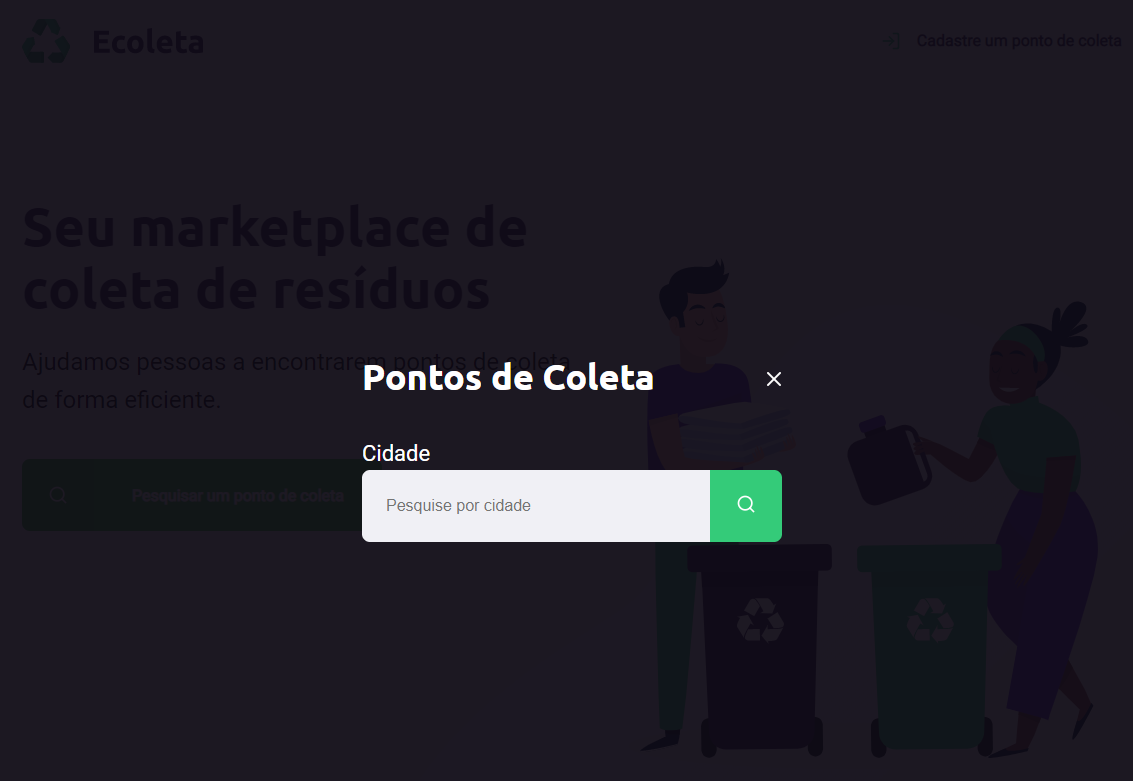 Ecoleta
Cadastre um ponto de coleta
Seu marketplace de
coleta de resíduos
Ajudamos pessoas a encontrarem pontos de coleta
de forma eficiente.
Pesquisar um ponto de coleta
Pontos de Coleta
Cidade
Pesquise por cidade